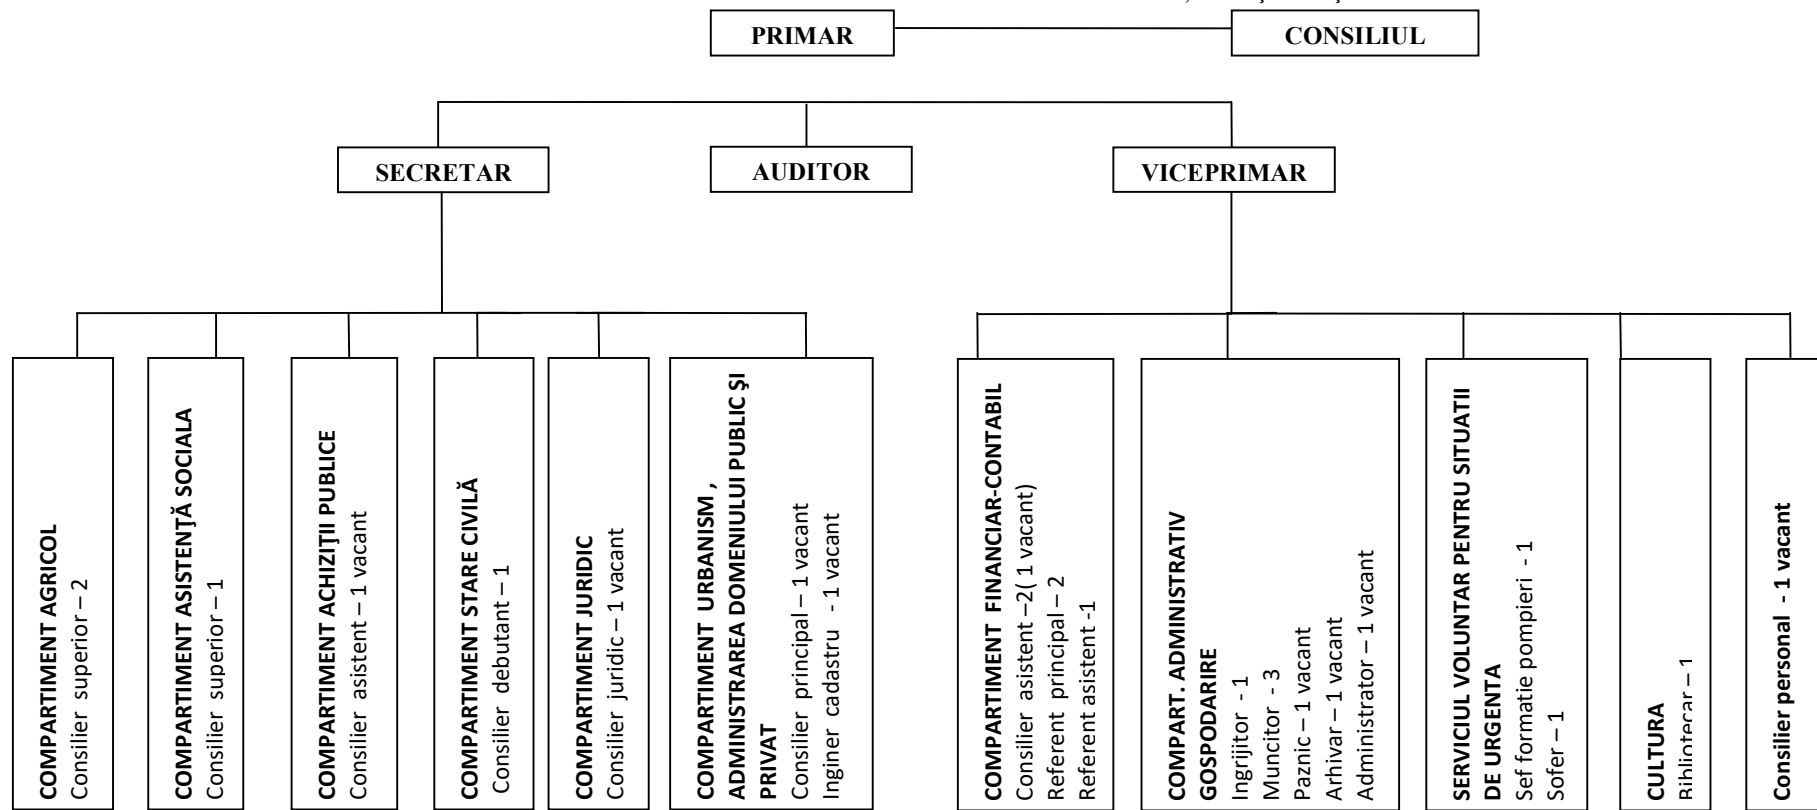 PRIMAR
CONSILIUL
SECRETAR
AUDITOR
VICEPRIMAR
COMPARTIMENT AGRICOL
Consilier superior – 2
COMPARTIMENT ASISTENŢĂ SOCIALA
Consilier superior – 1
COMPARTIMENT ACHIZIŢII PUBLICE
Consilier asistent – 1 vacant
COMPARTIMENT STARE CIVILĂ
Consilier debutant – 1
COMPARTIMENT JURIDIC
Consilier juridic – 1 vacant
COMPARTIMENT URBANISM ,
ADMINISTRAREA DOMENIULUI PUBLIC ŞI
PRIVAT
Consilier principal – 1 vacant
Inginer cadastru - 1 vacant
COMPARTIMENT FINANCIAR-CONTABIL
Consilier asistent –2( 1 vacant)
Referent principal – 2
Referent asistent -1
COMPART. ADMINISTRATIV
GOSPODARIRE
Ingrijitor - 1
Muncitor - 3
Paznic – 1 vacant
Arhivar – 1 vacant
Administrator – 1 vacant
SERVICIUL VOLUNTAR PENTRU SITUATII
DE URGENTA
Sef formatie pompieri - 1
Sofer – 1
CULTURA
Bibliotecar – 1
Consilier personal - 1 vacant